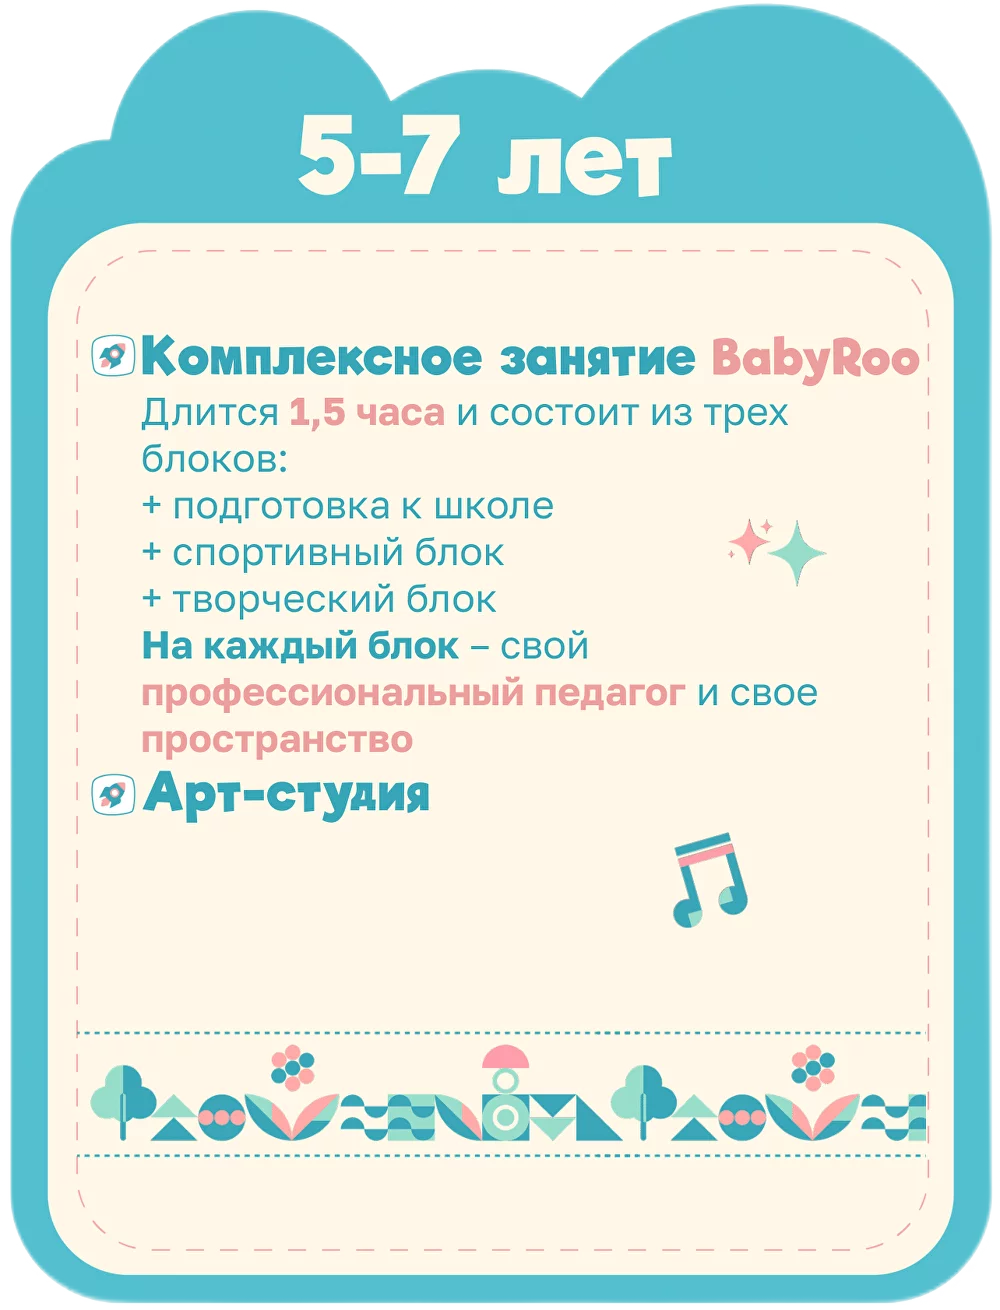 5-7 лет
Комплексное занятие BabyRoo
Длится 1,5 часа и состоит из трех
блоков:
+ подготовка к школе
+ спортивный блок
+ творческий блок
На каждый блок – свой
профессиональный педагог и свое
пространство
Арт-студия